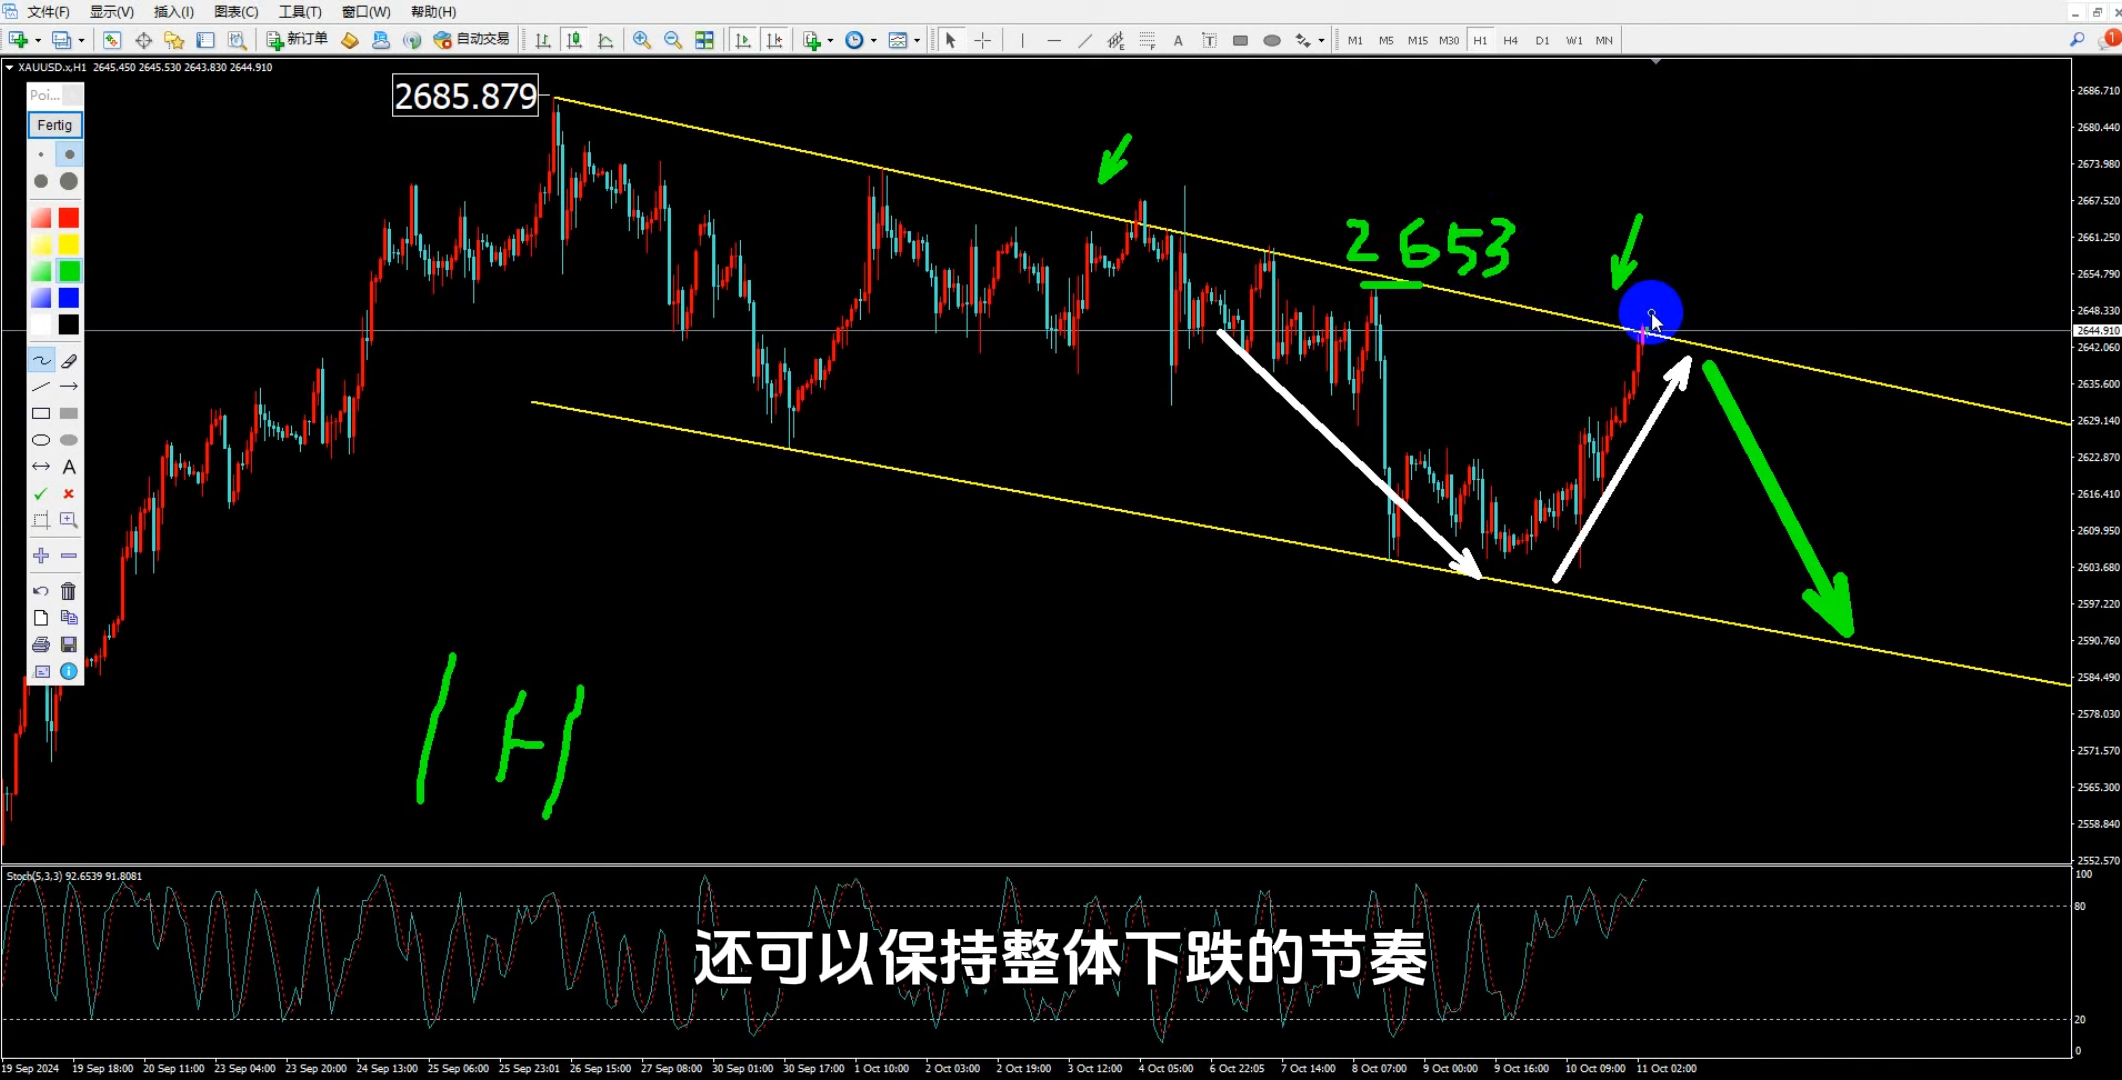 文件(F) 显示(V) 插入(I) 图表(C) 工具(T) 窗口(W) 帮助(H)
新订单 自动交易 A T M1 M5 M15 M30 H1 H4 D1 W1 MN 1
XAUUSD.x,H1 2645.450 2645.530 2643.830 2644.910
Poi...
Fertig
A
2685.879
2653
1H
2686.710
2680.440
2673.980
2667.520
2661.250
2654.790
2648.330
2644.910
2642.060
2635.600
2629.140
2622.870
2616.410
2609.950
2603.680
2597.220
2590.760
2584.490
2578.030
2571.570
2565.300
2558.840
2552.570
Stoch(5,3,3) 92.6539 91.8081
100
80
还可以保持整体下跌的节奏
20
0
19 Sep 2024 19 Sep 18:00 20 Sep 11:00 23 Sep 04:00 23 Sep 20:00 24 Sep 13:00 25 Sep 06:00 25 Sep 23:01 26 Sep 15:00 27 Sep 08:00 30 Sep 01:00 30 Sep 17:00 1 Oct 10:00 2 Oct 03:00 2 Oct 19:00 3 Oct 12:00 4 Oct 05:00 6 Oct 22:05 7 Oct 14:00 8 Oct 07:00 9 Oct 00:00 9 Oct 16:00 10 Oct 09:00 11 Oct 02:00